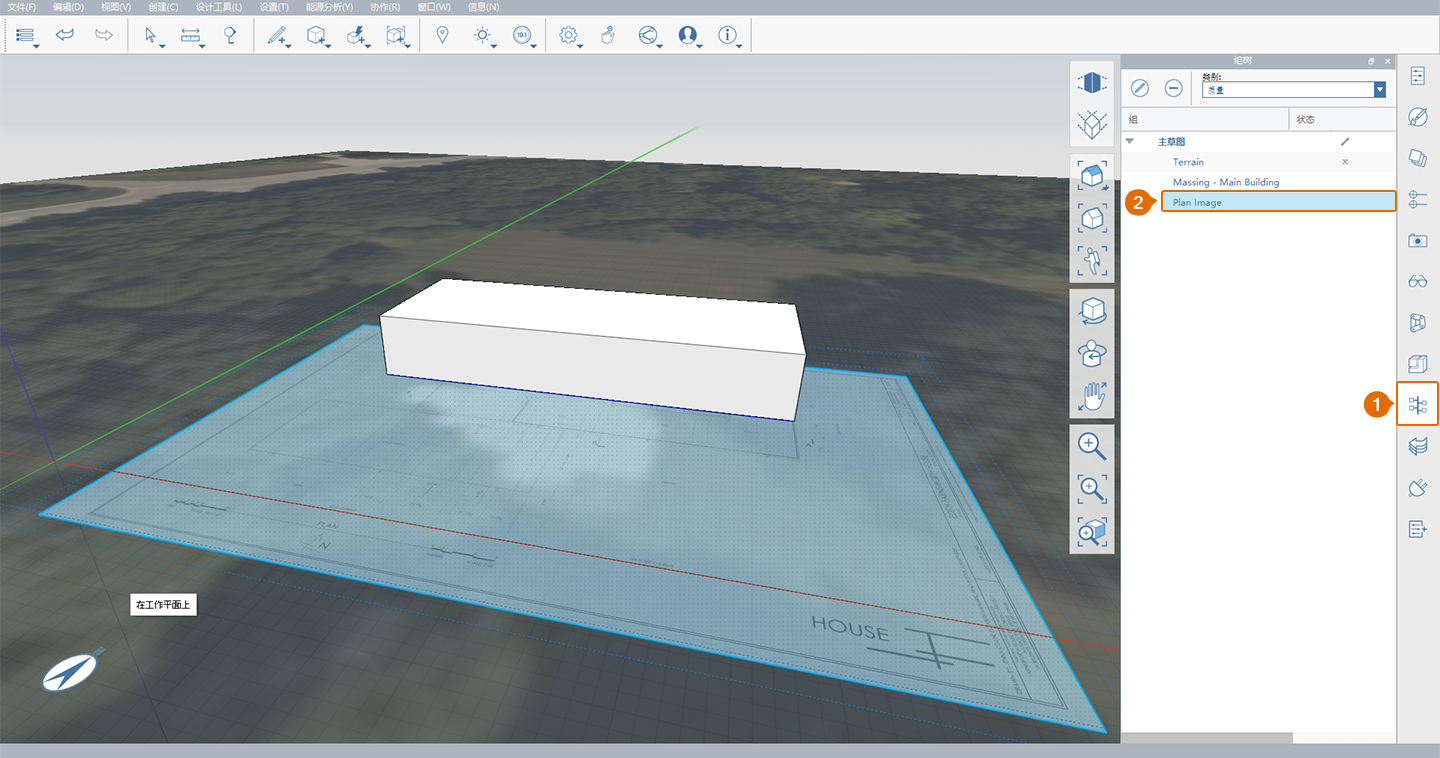 文件(F) 编辑(D) 视图(V) 创建(C) 设计工具(L) 设置(T) 能源分析(Y) 协作(R) 窗口(W) 信息(N)
191
组树
类别:
质量
组 状态
主草图
Terrain
Massing - Main Building
2 Plan Image
1
PLAN
N
在工作平面上
HOUSE